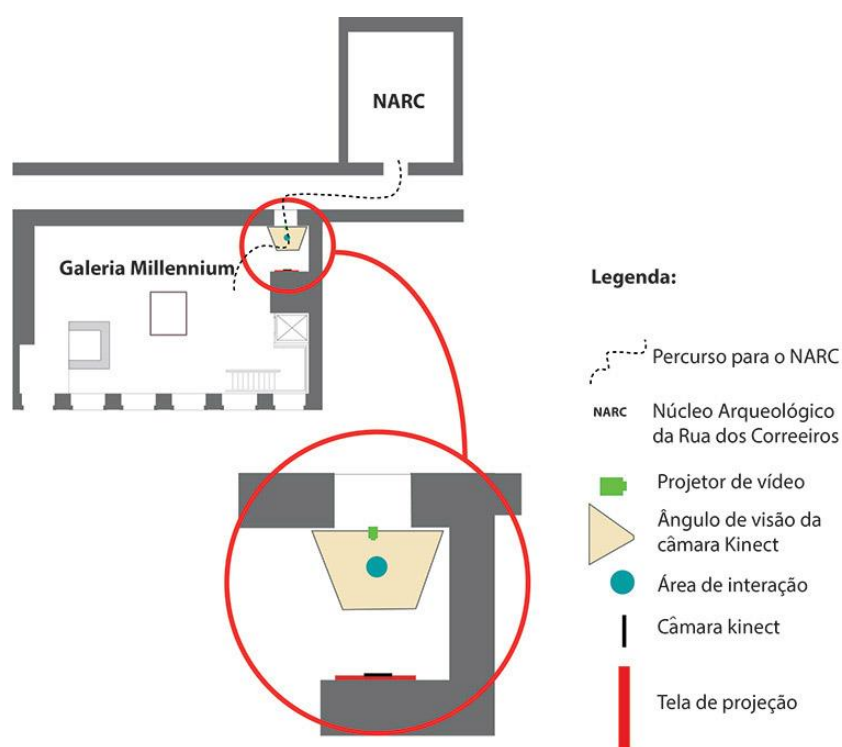 NARC
Galeria Millennium
Legenda:
Percurso para o NARC
NARC Núcleo Arqueológico
da Rua dos Correeiros
Projetor de vídeo
Ângulo de visão da
câmara Kinect
Área de interação
Câmara kinect
Tela de projeção